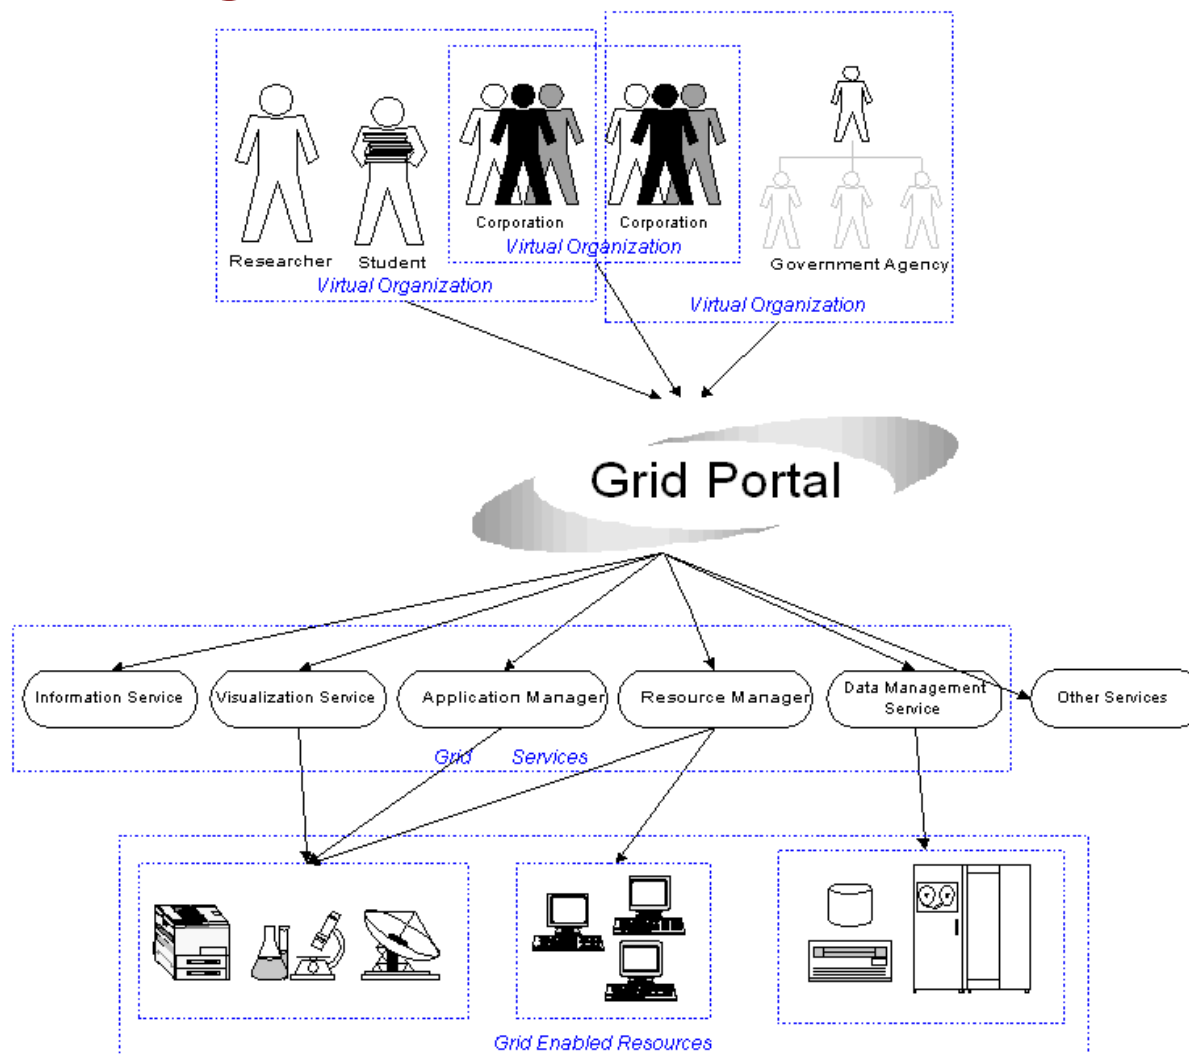 Corporation
Corporation
Virtual Organization
Researcher
Student
Government Agency
Virtual Organization
Virtual Organization
Grid Portal
Information Service
Visualization Service
Application Manager
Resource Manager
Data Management
Service
Other Services
Grid Services
Grid Enabled Resources